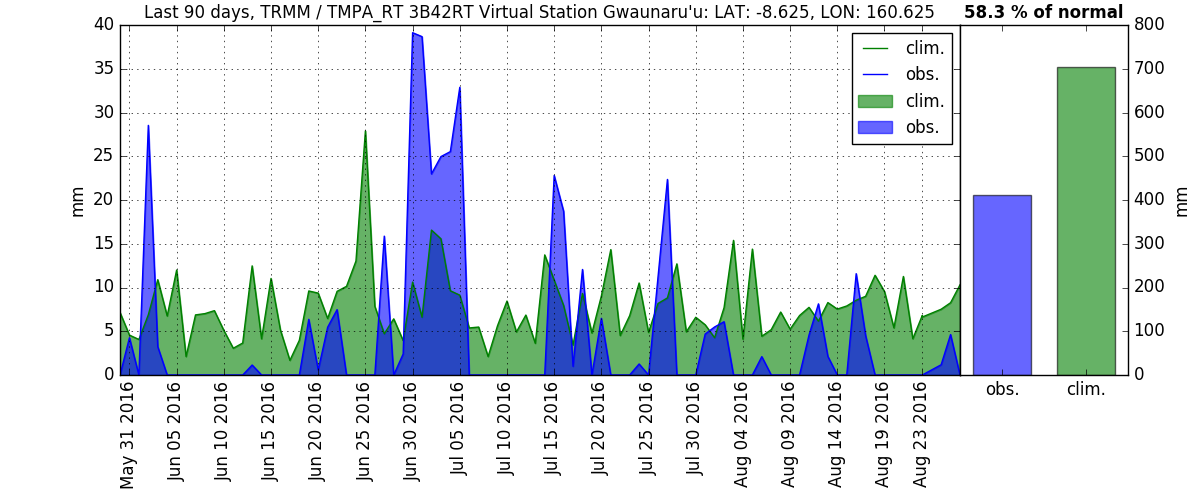 Last 90 days, TRMM / TMPA_RT 3B42RT Virtual Station Gwaunaru'u: LAT: -8.625, LON: 160.625
58.3 % of normal
40
35
30
25
20
15
10
5
0
mm
clim.
obs.
clim.
obs.
May 31 2016
Jun 05 2016
Jun 10 2016
Jun 15 2016
Jun 20 2016
Jun 25 2016
Jun 30 2016
Jul 05 2016
Jul 10 2016
Jul 15 2016
Jul 20 2016
Jul 25 2016
Jul 30 2016
Aug 04 2016
Aug 09 2016
Aug 14 2016
Aug 19 2016
Aug 23 2016
800
700
600
500
400
300
200
100
0
mm
obs.
clim.